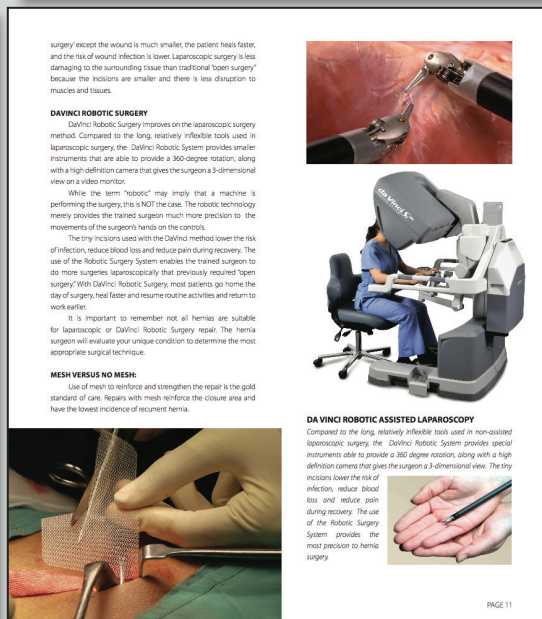 surgery' except the wound is much smaller, the patient heals faster,
and the risk of wound infection is lower. Laparoscopic surgery is less
damaging to the surrounding tissue than traditional "open surgery"
because the incisions are smaller and there is less disruption to
muscles and tissues.
DAVINCI ROBOTIC SURGERY
DaVinci Robotic Surgery improves on the laparoscopic surgery
method. Compared to the long, relatively inflexible tools used in
laparoscopic surgery, the DaVinci Robotic System provides smaller
instruments that are able to provide a 360-degree rotation, along
with a high definition camera that gives the surgeon a 3-dimensional
view on a video monitor.
While the term "robotic" may imply that a machine is
performing the surgery, this is NOT the case. The robotic technology
merely provides the trained surgeon much more precision to the
movements of the surgeon's hands on the controls.
The tiny incisions used with the DaVinci method lower the risk
of infection, reduce blood loss and reduce pain during recovery. The
use of the Robotic Surgery System enables the trained surgeon to
do more surgeries laparoscopically that previously required "open
surgery." With DaVinci Surgery, most patients go home the
day of surgery, heal faster and resume routine activities and return to
work earlier.
It is important to remember not all hernias are suitable
for laparoscopic or DaVinci Robotic Surgery repair. The hernia
surgeon will evaluate your unique condition to determine the most
appropriate surgical technique.
MESH VERSUS NO MESH:
Use of mesh to reinforce and strengthen the repair is the gold
standard of care. Repairs with mesh reinforce the closure area and
have the lowest incidence of recurrent hernia.
da Vinci S
DA VINCI ROBOTIC ASSISTED LAPAROSCOPY
Compared to the long, relatively inflexible tools used in non-assisted
laparoscopic surgery, the DaVinci Robotic System provides special
instruments able to provide a 360 degree rotation, along with a high
definition camera that gives the surgeon a 3-dimensional view. The tiny
incisions lower the risk of
infection, reduce blood
loss and reduce pain
during recovery. The use
of the Robotic Surgery
System provides the
most precision to hernia
surgery.
PAGE 11